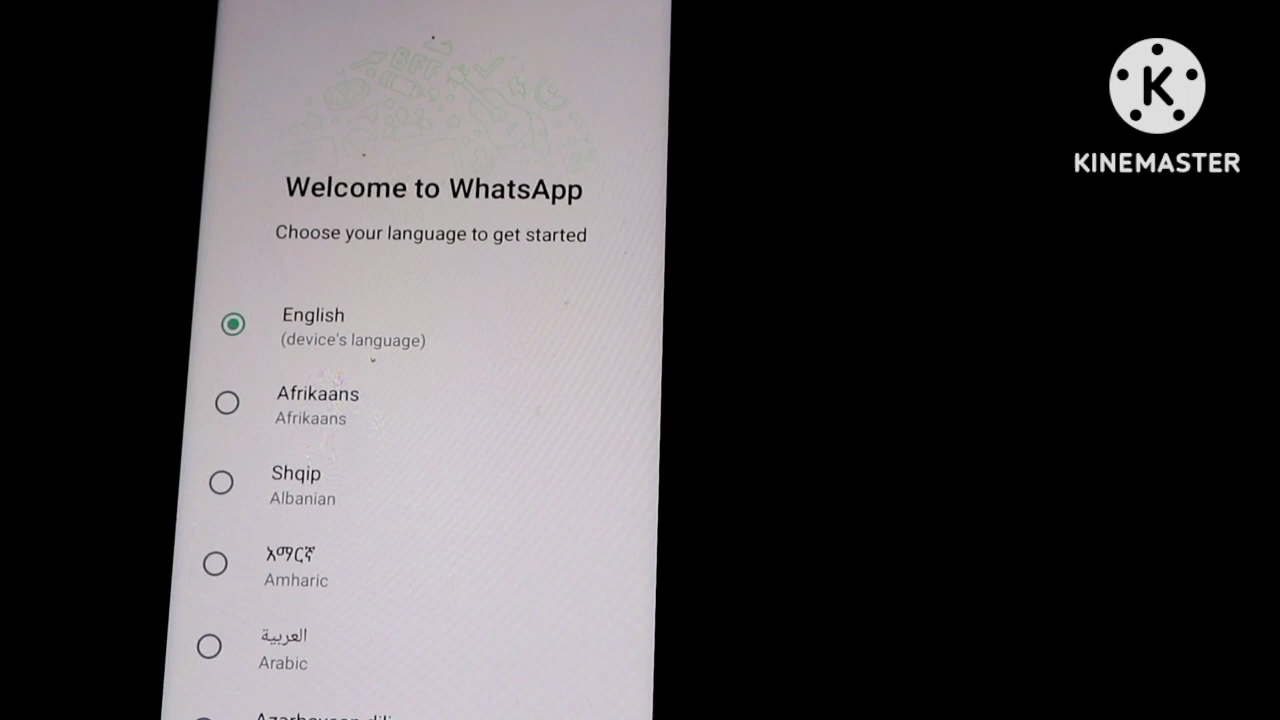 BFF
K
KINEMASTER
Welcome to WhatsApp
Choose your language to get started
English
(device's language)
Afrikaans
Afrikaans
Shqip
Albanian
አማርኛ
Amharic
العربية
Arabic